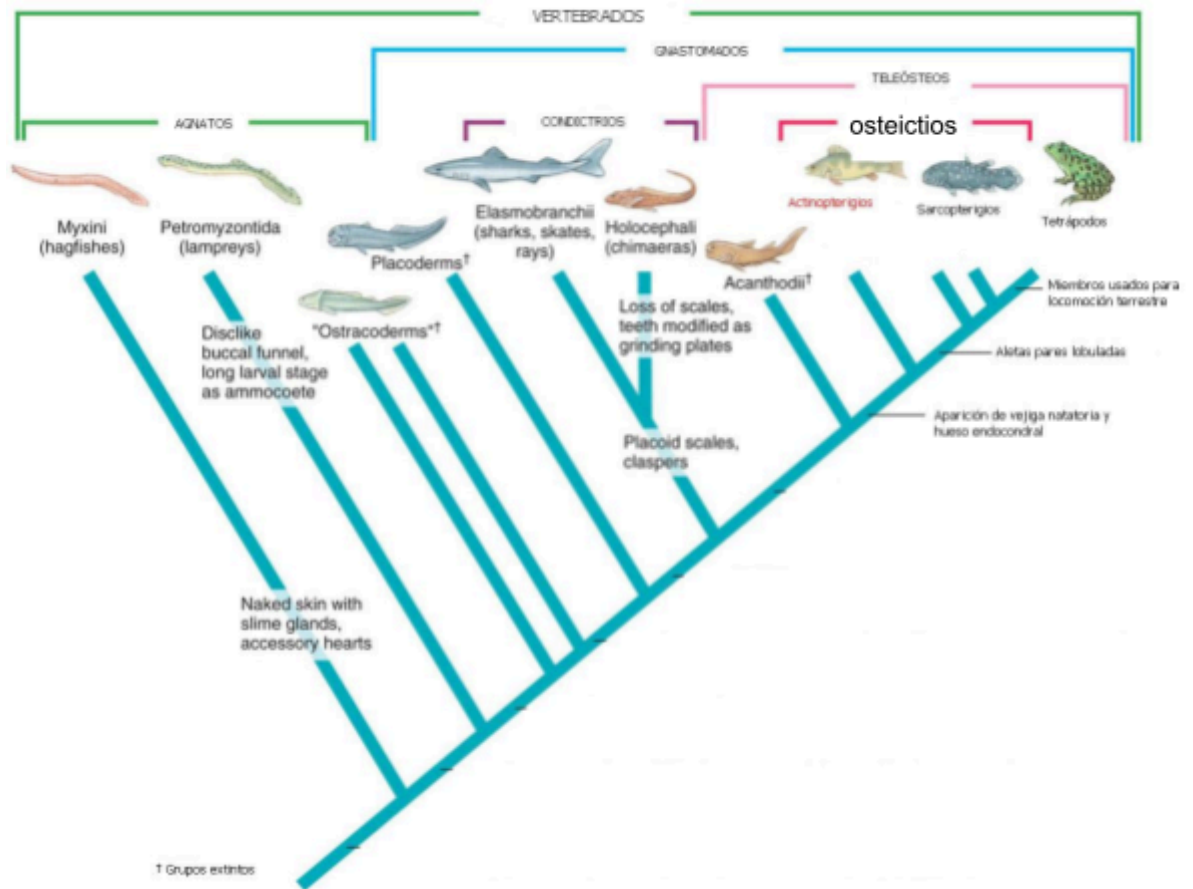 VERTEBRADOS
GNASTOMADOS
TELEÓSTEOS
AGNATOS
CONDICTRIOS
osteictios
Myxini
(hagfishes)
Petromyzontida
(lampreys)
Placoderms†
Elasmobranchii
(sharks, skates,
rays)
Holocephali
(chimaeras)
Acanthodii†
Actinopterigios
Sarcopterigios
Tetrápodos
"Ostracoderms"†
Disclike
buccal funnel,
long larval stage
as ammocoete
Loss of scales,
teeth modified as
grinding plates
Miembros usados para
locomoción terrestre
Aletas pares lobuladas
Aparición de vejiga natatoria y
hueso endocondral
Placoid scales,
claspers
Naked skin with
slime glands,
accessory hearts
† Grupos extintos